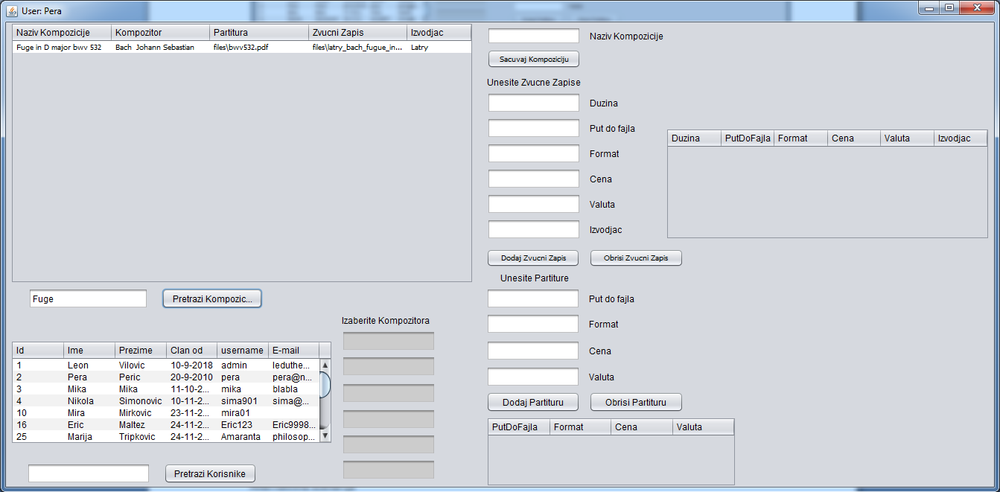 User: Pera
Naziv Kompozicije Kompozitor Partitura Zvucni Zapis Izvodjac
Fuge in D major bwv 532 Bach Johann Sebastian files\bwv532.pdf files\latry_bach_fugue_in... Latry
Fuge Pretrazi Kompozic...
Id Ime Prezime Clan od username E-mail
1 Leon Vilovic 10-9-2018 admin leduthe...
2 Pera Peric 20-9-2010 pera pera@n...
3 Mika Mika 11-10-2... mika blabla
4 Nikola Simonovic 10-11-2... sima901 sima@...
10 Mira Mirkovic 23-11-2... mira01
16 Eric Maltez 24-11-2... Eric123 Eric9998...
25 Marija Tripkovic 24-11-2... Amaranta philosop...
Pretrazi Korisnike
Izaberite Kompozitora
Naziv Kompozicije
Sacuvaj Kompoziciju
Unesite Zvucne Zapise
Duzina
Put do fajla
Format
Cena
Valuta
Izvodjac
Dodaj Zvucni Zapis Obrisi Zvucni Zapis
Duzina PutDoFajla Format Cena Valuta Izvodjac
Unesite Partiture
Put do fajla
Format
Cena
Valuta
Dodaj Partituru Obrisi Partituru
PutDoFajla Format Cena Valuta